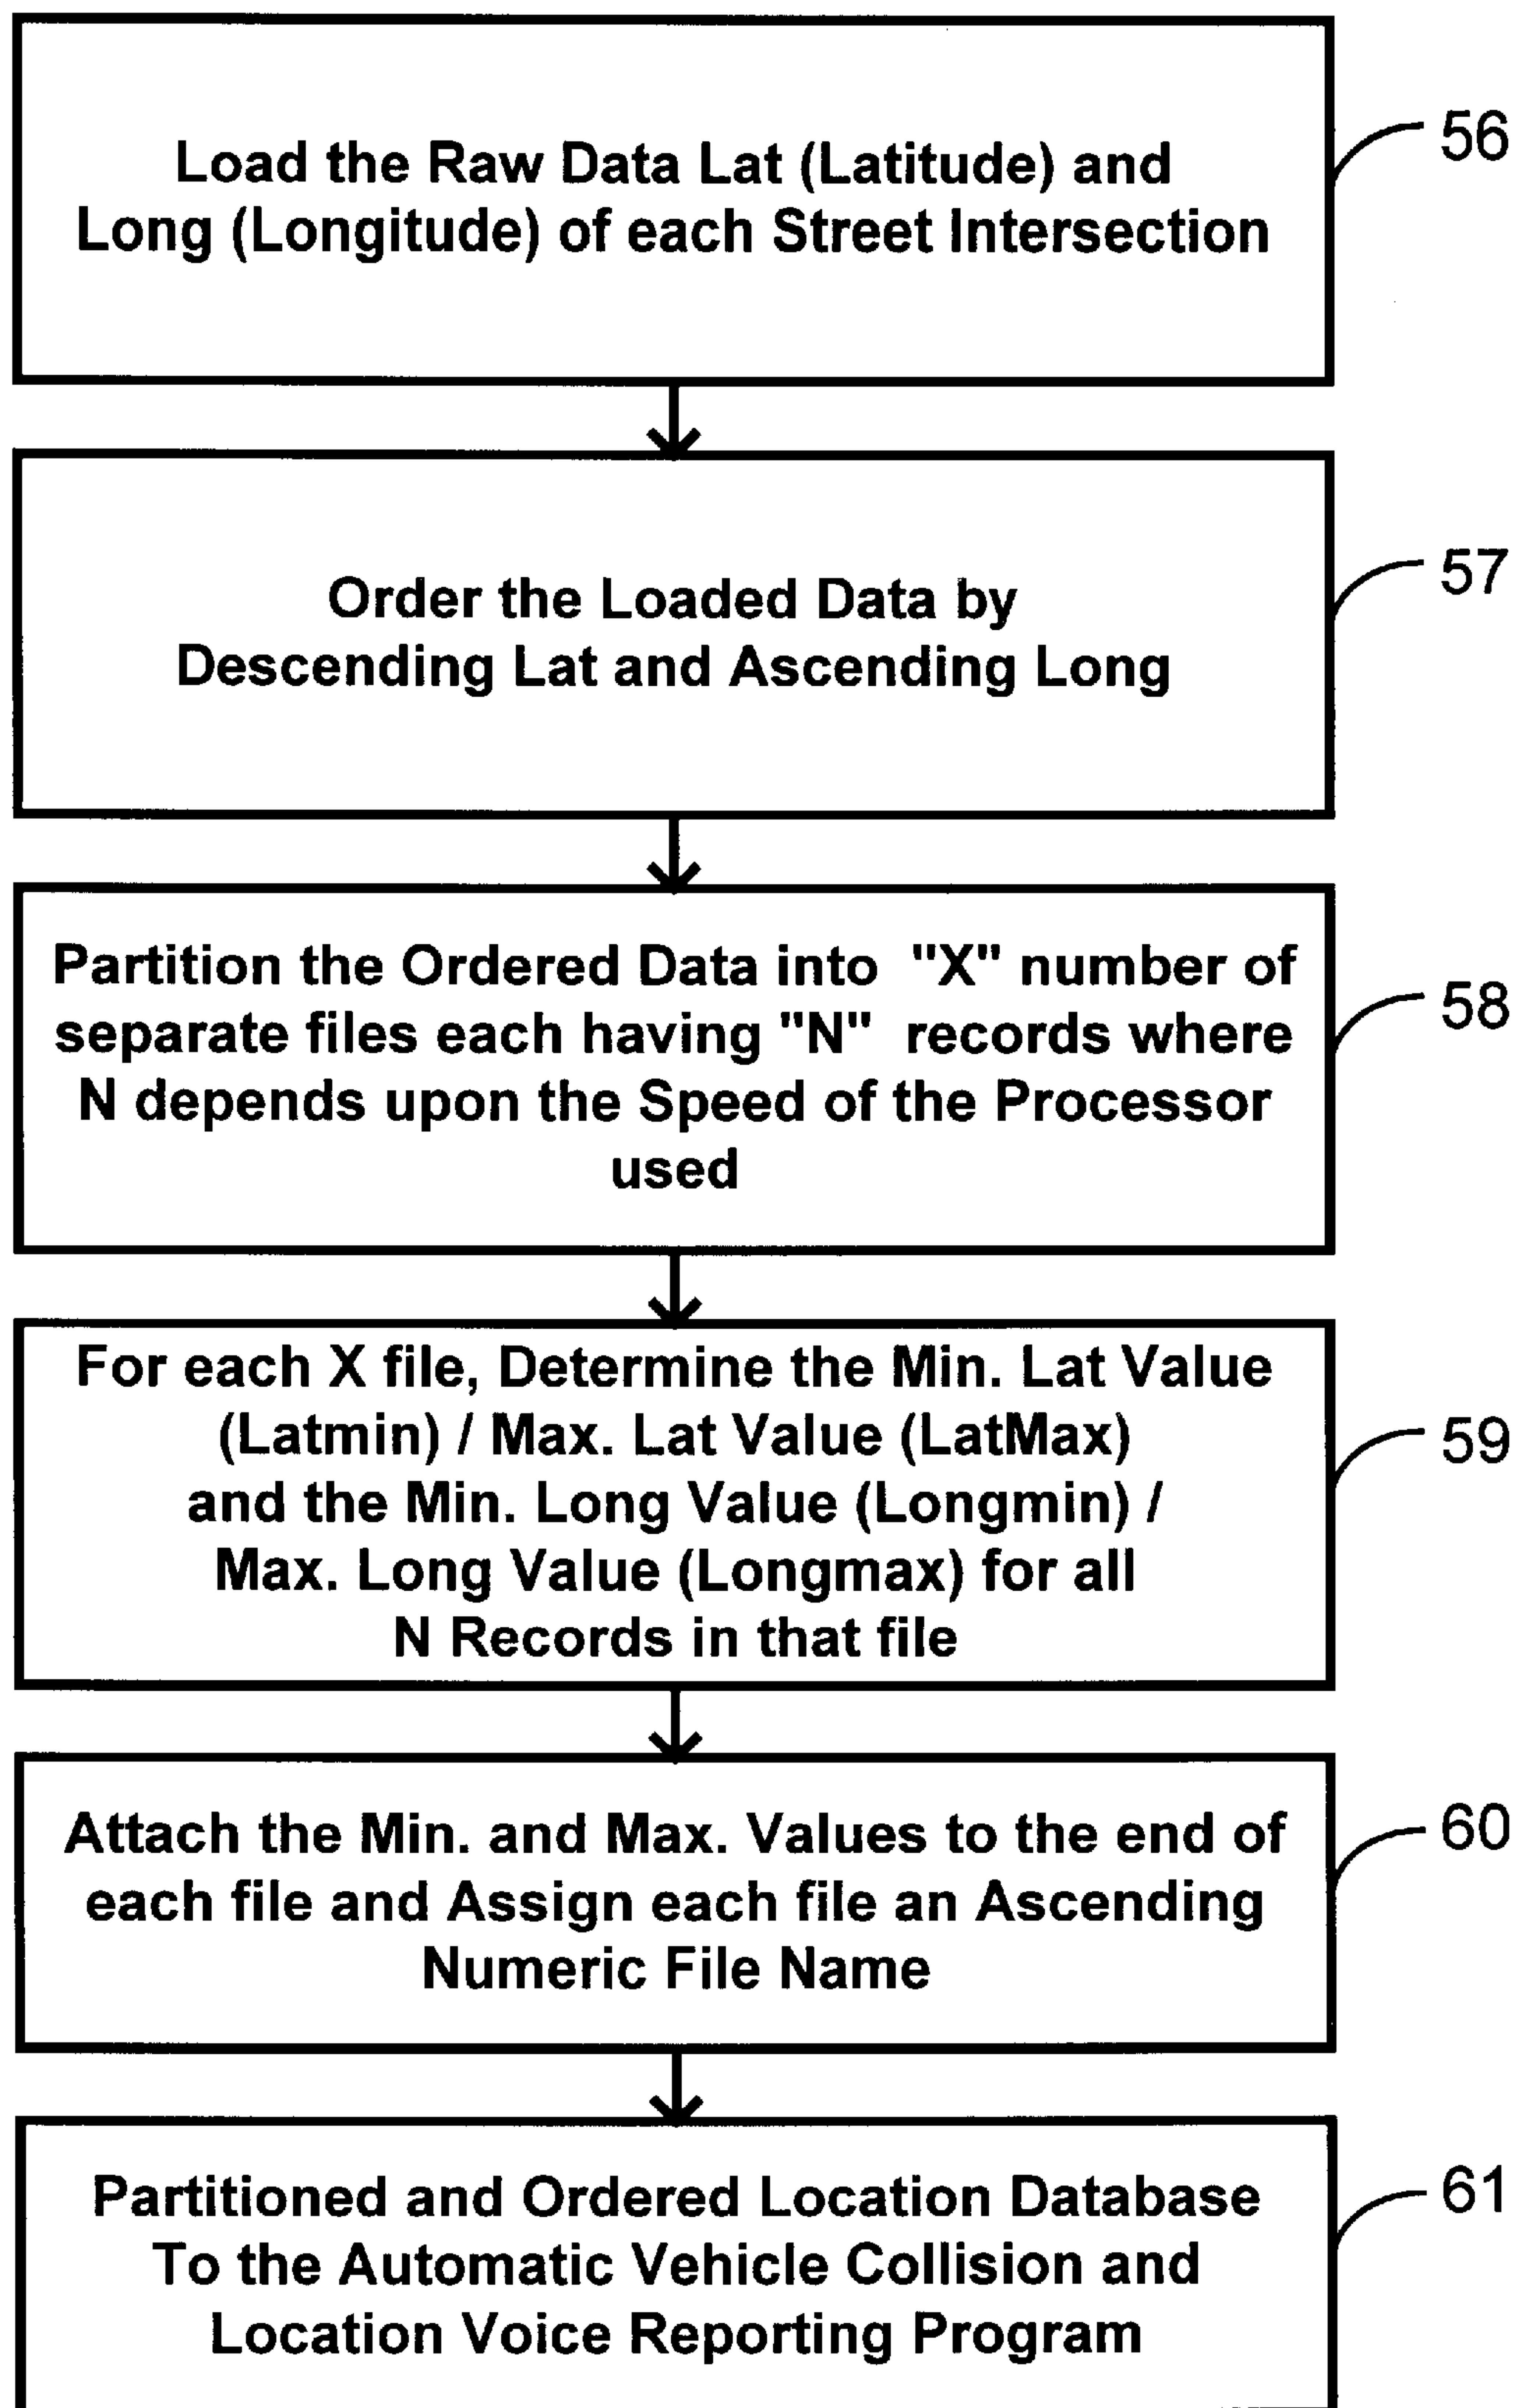 Load the Raw Data Lat (Latitude) and
Long (Longitude) of each Street Intersection
56
Order the Loaded Data by
Descending Lat and Ascending Long
57
Partition the Ordered Data into "X" number of
separate files each having "N" records where
N depends upon the Speed of the Processor
used
58
For each X file, Determine the Min. Lat Value
(Latmin) / Max. Lat Value (LatMax)
and the Min. Long Value (Longmin) /
Max. Long Value (Longmax) for all
N Records in that file
59
Attach the Min. and Max. Values to the end of
each file and Assign each file an Ascending
Numeric File Name
60
Partitioned and Ordered Location Database
To the Automatic Vehicle Collision and
Location Voice Reporting Program
61